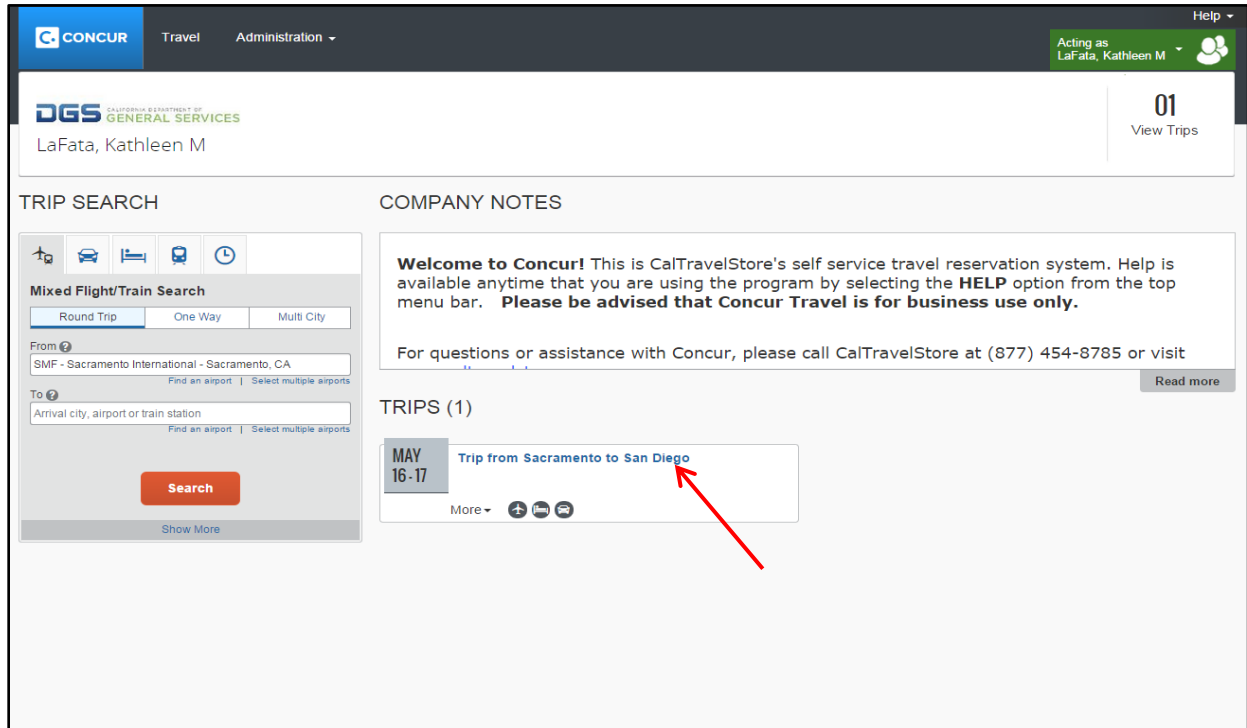 Help
C. CONCUR
Travel
Administration
Acting as
LaFata, Kathleen M
DGS CALIFORNIA DEPARTMENT OF
GENERAL SERVICES
LaFata, Kathleen M
01
View Trips
TRIP SEARCH
Mixed Flight/Train Search
Round Trip
One Way
Multi City
From ?
SMF - Sacramento International - Sacramento, CA
Find an airport | Select multiple airports
To ?
Arrival city, airport or train station
Find an airport | Select multiple airports
Search
Show More
COMPANY NOTES
Welcome to Concur! This is CalTravelStore's self service travel reservation system. Help is
available anytime that you are using the program by selecting the HELP option from the top
menu bar. Please be advised that Concur Travel is for business use only.
For questions or assistance with Concur, please call CalTravelStore at (877) 454-8785 or visit
Read more
TRIPS (1)
MAY
16-17
Trip from Sacramento to San Diego
More